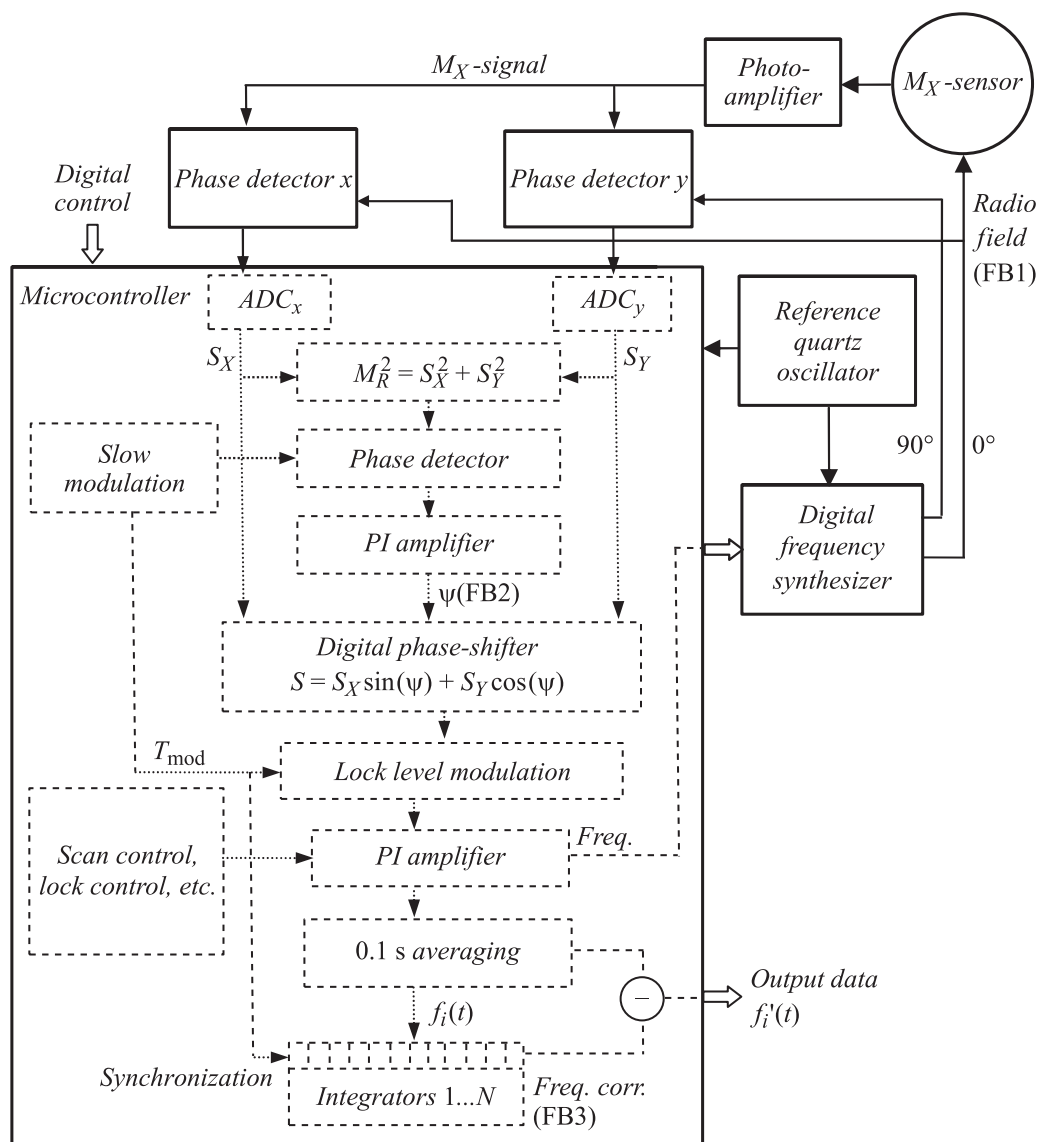 M_X-signal
Photo-
amplifier
M_X-sensor
Phase detector x
Phase detector y
Digital
control
Radio
field
(FB1)
Microcontroller
ADC_x
ADC_y
Reference
quartz
oscillator
S_X
M_R^2 = S_X^2 + S_Y^2
S_Y
Slow
modulation
Phase detector
90°
0°
PI amplifier
Digital
frequency
synthesizer
ψ(FB2)
Digital phase-shifter
S = S_X sin(ψ) + S_Y cos(ψ)
T_mod
Lock level modulation
Scan control,
lock control, etc.
PI amplifier
Freq.
0.1 s averaging
Output data
f_i'(t)
−
f_i(t)
Synchronization
Integrators 1...N
Freq. corr.
(FB3)